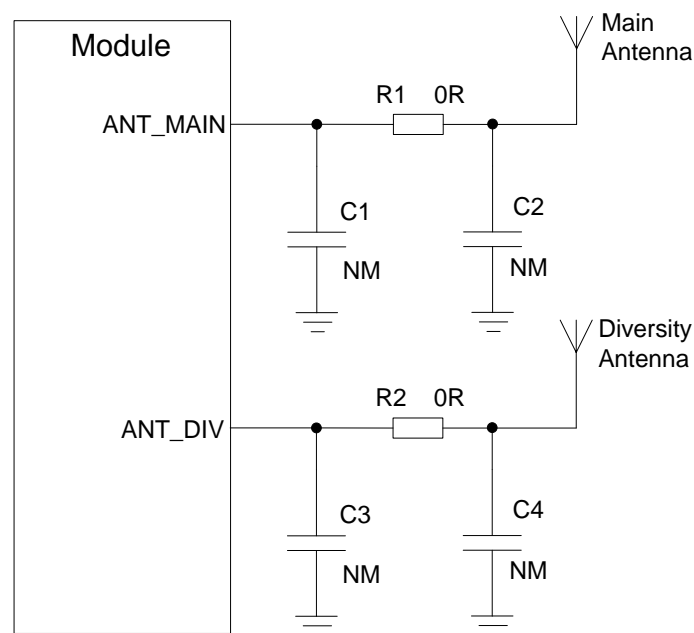 Module
Main
Antenna
R1 0R
ANT_MAIN
C1
C2
NM
NM
Diversity
Antenna
R2 0R
ANT_DIV
C3
C4
NM
NM